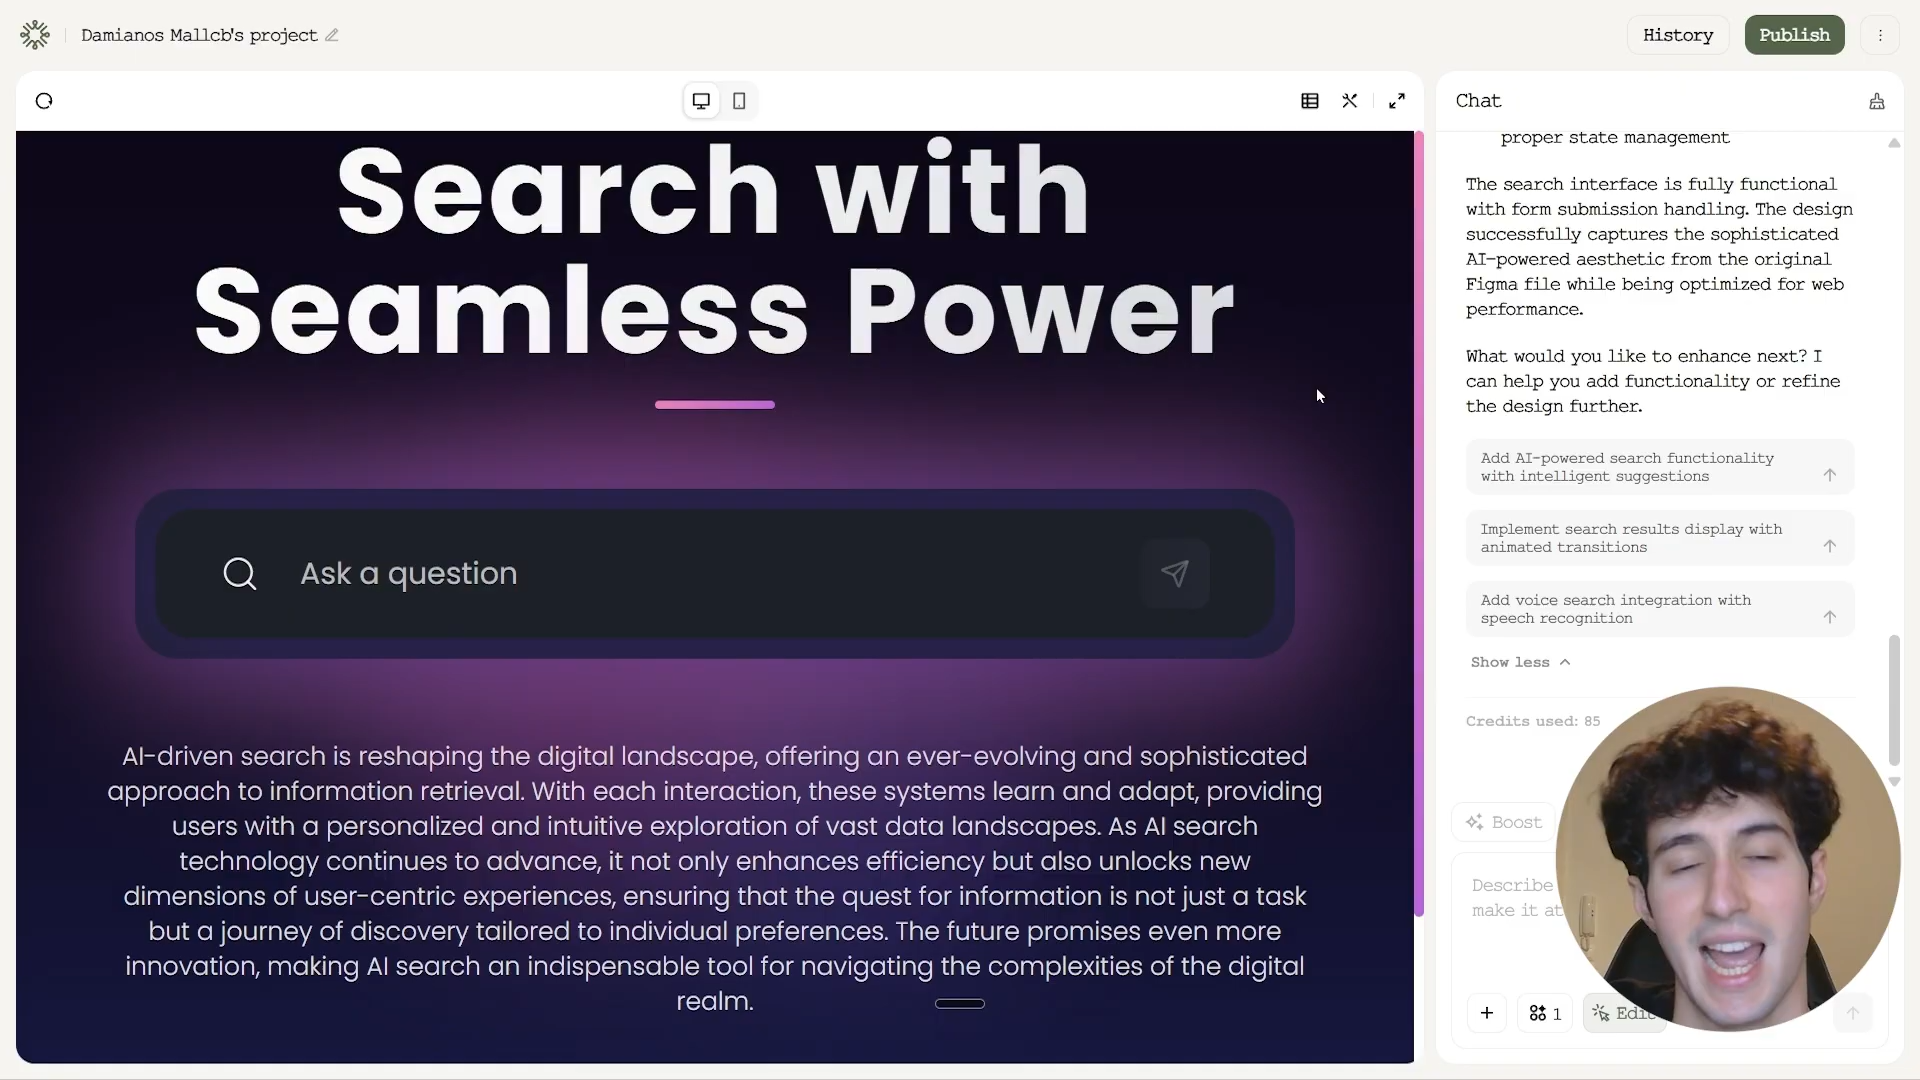 Damianos Mallcb's project
History
Publish
Search with
Seamless Power
Ask a question
AI-driven search is reshaping the digital landscape, offering an ever-evolving and sophisticated
approach to information retrieval. With each interaction, these systems learn and adapt, providing
users with a personalized and intuitive exploration of vast data landscapes. As AI search
technology continues to advance, it not only enhances efficiency but also unlocks new
dimensions of user-centric experiences, ensuring that the quest for information is not just a task
but a journey of discovery tailored to individual preferences. The future promises even more
innovation, making AI search an indispensable tool for navigating the complexities of the digital
realm.
Chat
proper state management
The search interface is fully functional
with form submission handling. The design
successfully captures the sophisticated
AI-powered aesthetic from the original
Figma file while being optimized for web
performance.
What would you like to enhance next? I
can help you add functionality or refine
the design further.
Add AI-powered search functionality
with intelligent suggestions
Implement search results display with
animated transitions
Add voice search integration with
speech recognition
Show less
Credits used: 85
Boost
Describe
make it
1
Edit